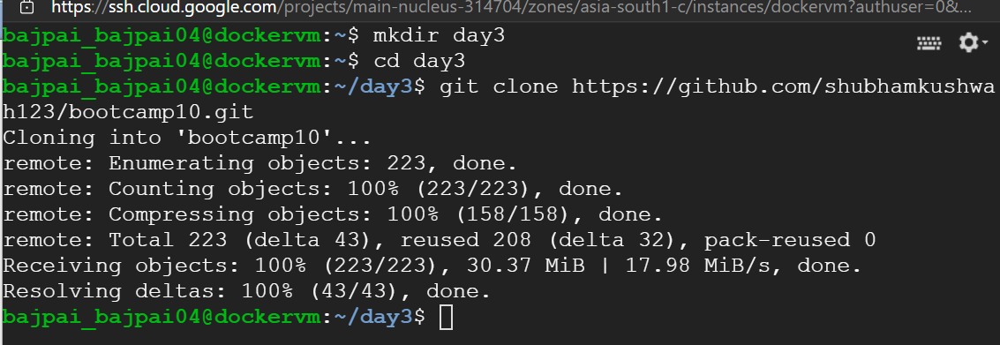 https://ssh.cloud.google.com/projects/main-nucleus-314704/zones/asia-south1-c/instances/dockervm?authuser=0&...
bajpai_bajpai04@dockervm:~$ mkdir day3
bajpai_bajpai04@dockervm:~$ cd day3
bajpai_bajpai04@dockervm:~/day3$ git clone https://github.com/shubhamkushwa
h123/bootcamp10.git
Cloning into 'bootcamp10'...
remote: Enumerating objects: 223, done.
remote: Counting objects: 100% (223/223), done.
remote: Compressing objects: 100% (158/158), done.
remote: Total 223 (delta 43), reused 208 (delta 32), pack-reused 0
Receiving objects: 100% (223/223), 30.37 MiB | 17.98 MiB/s, done.
Resolving deltas: 100% (43/43), done.
bajpai_bajpai04@dockervm:~/day3$